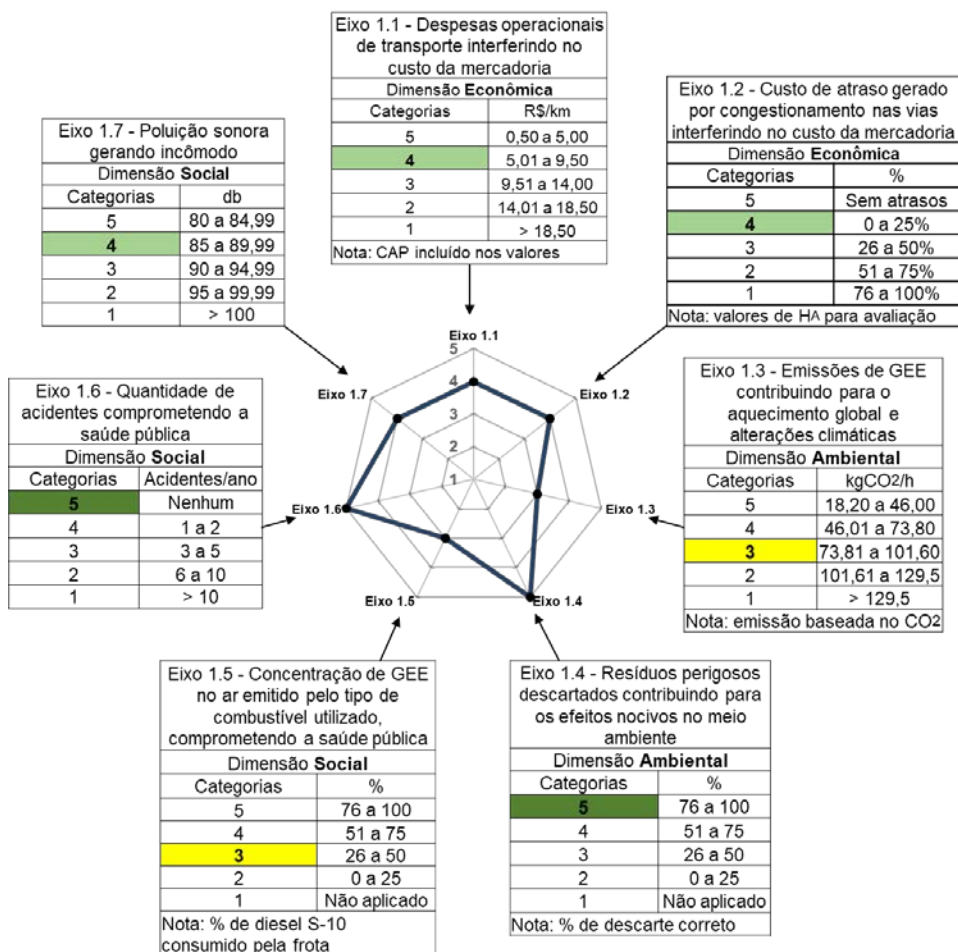 Eixo 1.1 - Despesas operacionais
de transporte interferindo no
custo da mercadoria
Dimensão Econômica
Categorias R$/km
5 0,50 a 5,00
4 5,01 a 9,50
3 9,51 a 14,00
2 14,01 a 18,50
1 > 18,50
Nota: CAP incluído nos valores
Eixo 1.2 - Custo de atraso gerado
por congestionamento nas vias
interferindo no custo da mercadoria
Dimensão Econômica
Categorias %
5 Sem atrasos
4 0 a 25%
3 26 a 50%
2 51 a 75%
1 76 a 100%
Nota: valores de HA para avaliação
Eixo 1.7 - Poluição sonora
gerando incômodo
Dimensão Social
Categorias db
5 80 a 84,99
4 85 a 89,99
3 90 a 94,99
2 95 a 99,99
1 > 100
Eixo 1.6 - Quantidade de
acidentes comprometendo a
saúde pública
Dimensão Social
Categorias Acidentes/ano
5 Nenhum
4 1 a 2
3 3 a 5
2 6 a 10
1 > 10
Eixo 1.1
5
4
3
2
1
Eixo 1.2
Eixo 1.3
Eixo 1.4
Eixo 1.5
Eixo 1.6
Eixo 1.7
Eixo 1.3 - Emissões de GEE
contribuindo para o
aquecimento global e
alterações climáticas
Dimensão Ambiental
Categorias kgCO2/h
5 18,20 a 46,00
4 46,01 a 73,80
3 73,81 a 101,60
2 101,61 a 129,5
1 > 129,5
Nota: emissão baseada no CO2
Eixo 1.5 - Concentração de GEE
no ar emitido pelo tipo de
combustível utilizado,
comprometendo a saúde pública
Dimensão Social
Categorias %
5 76 a 100
4 51 a 75
3 26 a 50
2 0 a 25
1 Não aplicado
Nota: % de diesel S-10
consumido pela frota
Eixo 1.4 - Resíduos perigosos
descartados contribuindo para
os efeitos nocivos no meio
ambiente
Dimensão Ambiental
Categorias %
5 76 a 100
4 51 a 75
3 26 a 50
2 0 a 25
1 Não aplicado
Nota: % de descarte correto